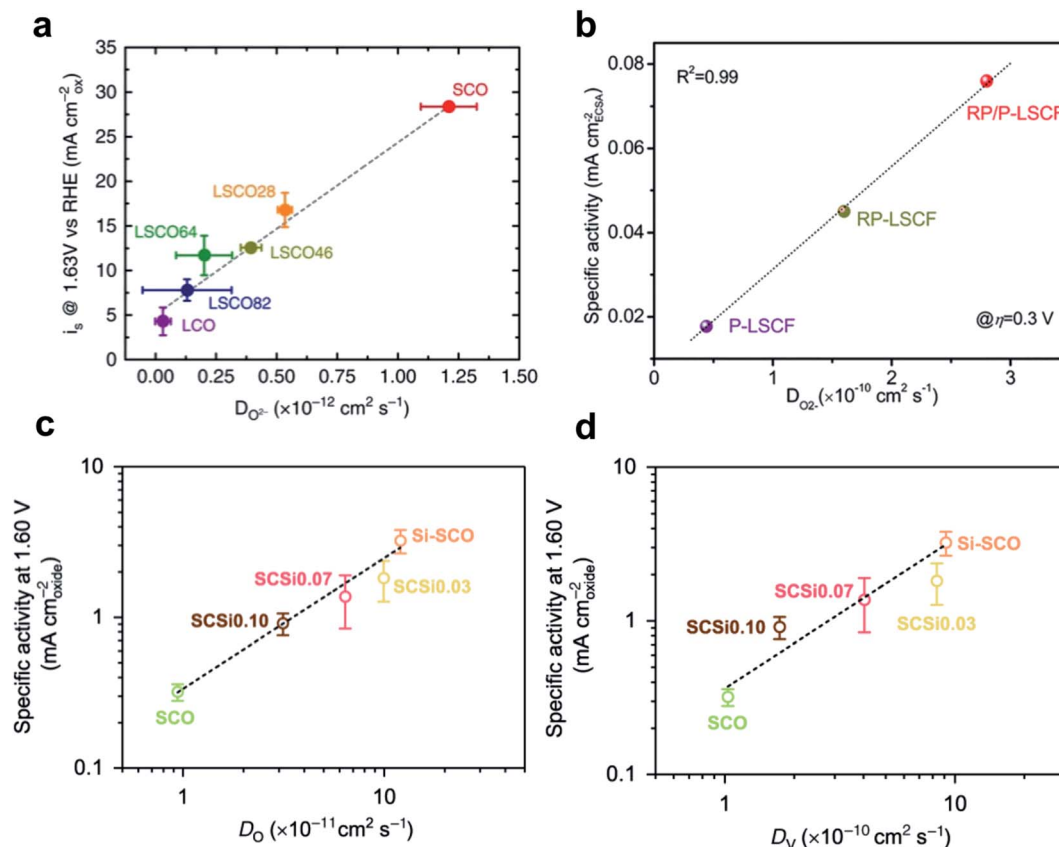 a
35
30
25
20
15
10
5
0
i_s @ 1.63V vs RHE (mA cm⁻²ₒₓ)
SCO
LSCO28
LSCO64
LSCO46
LSCO82
LCO
0.00 0.25 0.50 0.75 1.00 1.25 1.50
D_O²⁻ (×10⁻¹² cm² s⁻¹)
b
0.08
0.06
0.04
0.02
Specific activity (mA cm⁻²_ECSA)
R²=0.99
RP/P-LSCF
RP-LSCF
P-LSCF
@η=0.3 V
0 1 2 3
D_O2-(×10⁻¹⁰ cm² s⁻¹)
c
10
1
0.1
Specific activity at 1.60 V
(mA cm⁻²_oxide)
Si-SCO
SCSi0.07
SCSi0.03
SCSi0.10
SCO
1 10
D_O (×10⁻¹¹ cm² s⁻¹)
d
10
1
0.1
Specific activity at 1.60 V
(mA cm⁻²_oxide)
Si-SCO
SCSi0.07
SCSi0.03
SCSi0.10
SCO
1 10
D_V (×10⁻¹⁰ cm² s⁻¹)